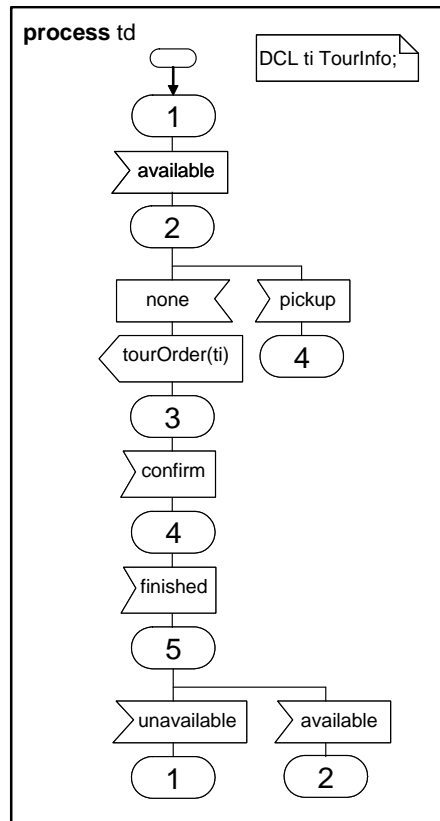 process td
DCL ti TourInfo;
1
available
2
none
pickup
tourOrder(ti)
4
3
confirm
4
finished
5
unavailable
available
1
2